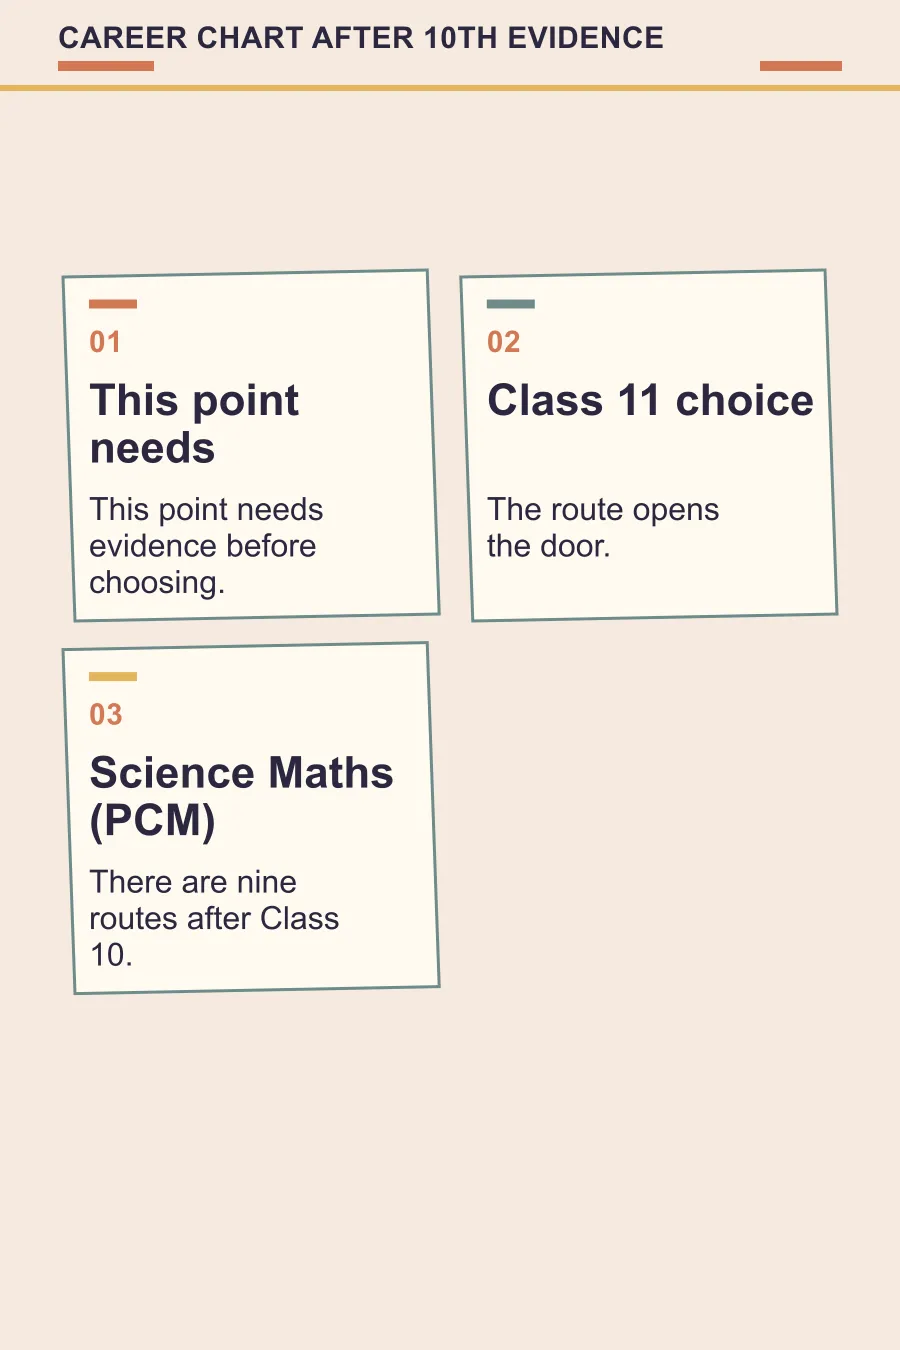 CAREER CHART AFTER 10TH EVIDENCE
01
This point
needs
This point needs
evidence before
choosing.
02
Class 11 choice
The route opens
the door.
03
Science Maths
(PCM)
There are nine
routes after Class
10.